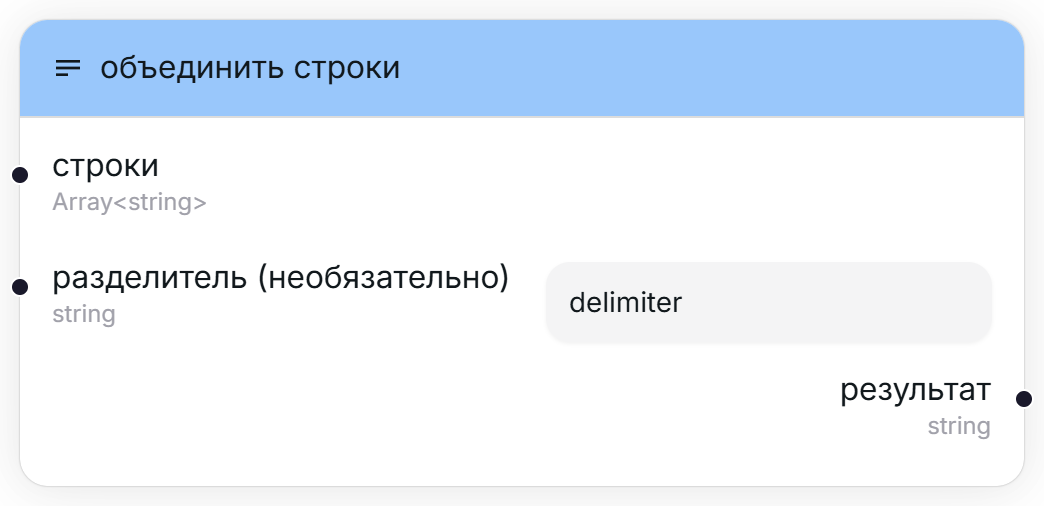 объединить строки
строки
Array<string>
разделитель (необязательно)
string
delimiter
результат
string